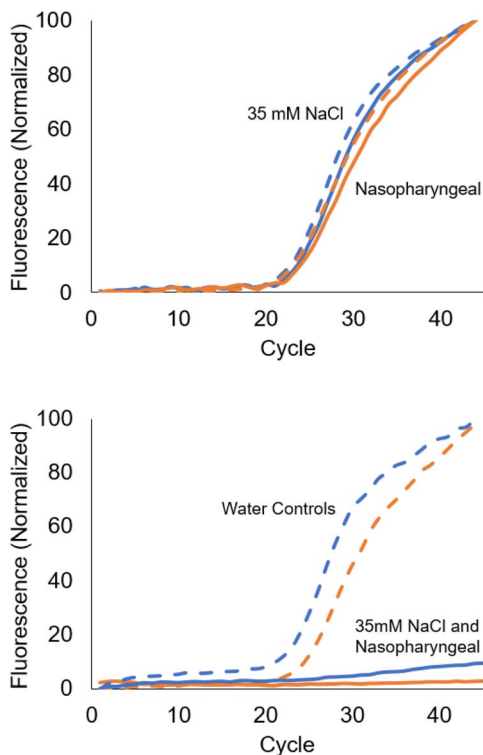 100
80
60
40
20
0
Fluorescence (Normalized)
35 mM NaCl
Nasopharyngeal
0 10 20 30 40
Cycle
100
80
60
40
20
0
Fluorescence (Normalized)
Water Controls
35mM NaCl and
Nasopharyngeal
0 10 20 30 40
Cycle